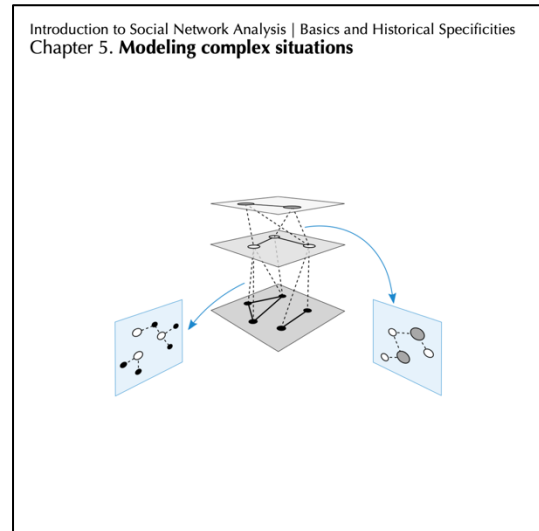 Introduction to Social Network Analysis | Basics and Historical Specificities
Chapter 5. Modeling complex situations